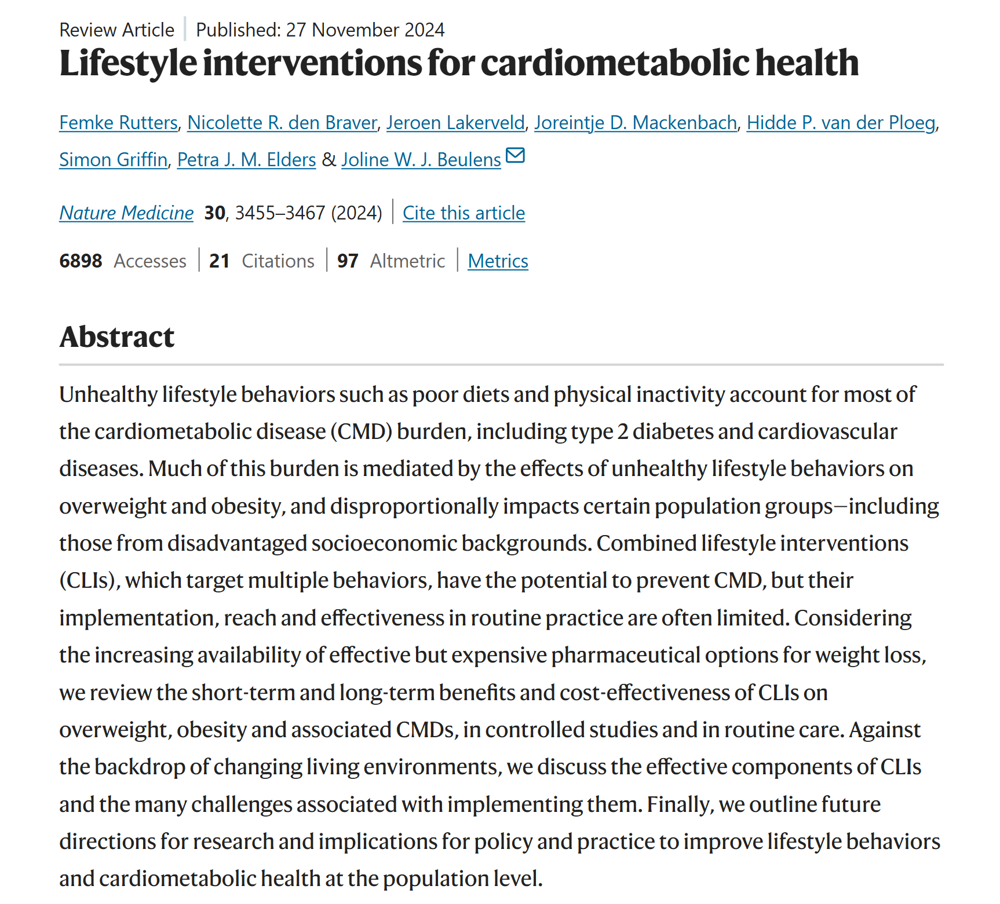 Review Article | Published: 27 November 2024
Lifestyle interventions for cardiometabolic health
Femke Rutters, Nicolette R. den Braver, Jeroen Lakerveld, Joreintje D. Mackenbach, Hidde P. van der Ploeg,
Simon Griffin, Petra J. M. Elders & Joline W. J. Beulens
Nature Medicine 30, 3455–3467 (2024) | Cite this article
6898 Accesses | 21 Citations | 97 Altmetric | Metrics
Abstract
Unhealthy lifestyle behaviors such as poor diets and physical inactivity account for most of
the cardiometabolic disease (CMD) burden, including type 2 diabetes and cardiovascular
diseases. Much of this burden is mediated by the effects of unhealthy lifestyle behaviors on
overweight and obesity, and disproportionally impacts certain population groups—including
those from disadvantaged socioeconomic backgrounds. Combined lifestyle interventions
(CLIs), which target multiple behaviors, have the potential to prevent CMD, but their
implementation, reach and effectiveness in routine practice are often limited. Considering
the increasing availability of effective but expensive pharmaceutical options for weight loss,
we review the short-term and long-term benefits and cost-effectiveness of CLIs on
overweight, obesity and associated CMDs, in controlled studies and in routine care. Against
the backdrop of changing living environments, we discuss the effective components of CLIs
and the many challenges associated with implementing them. Finally, we outline future
directions for research and implications for policy and practice to improve lifestyle behaviors
and cardiometabolic health at the population level.